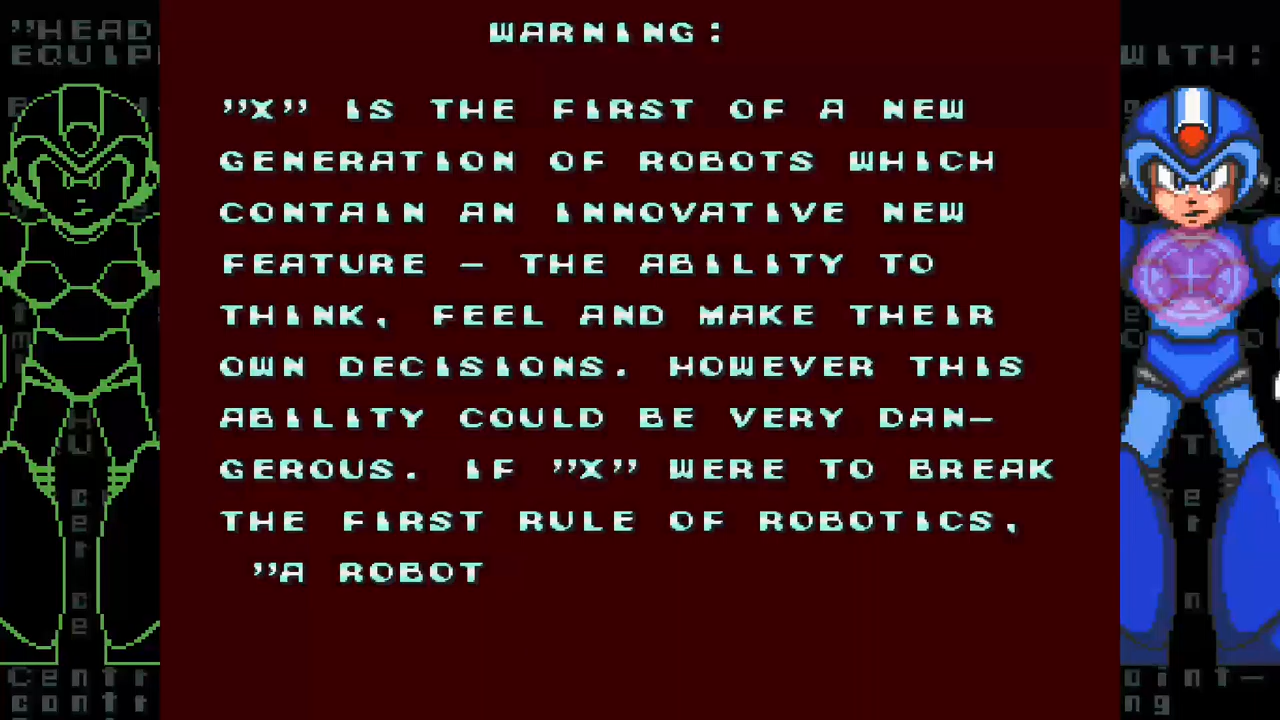 WARNING:
"X" IS THE FIRST OF A NEW
GENERATION OF ROBOTS WHICH
CONTAIN AN INNOVATIVE NEW
FEATURE – THE ABILITY TO
THINK, FEEL AND MAKE THEIR
OWN DECISIONS. HOWEVER THIS
ABILITY COULD BE VERY DAN–
GEROUS. IF "X" WERE TO BREAK
THE FIRST RULE OF ROBOTICS,
"A ROBOT
"HEAD
EQUIP
WITH:
Centr
contr
oint–
ng